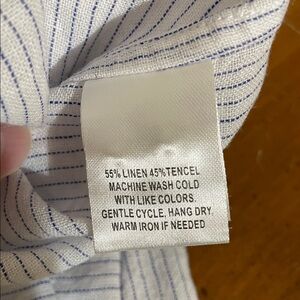 55% LINEN 45%TENCEL
MACHINE WASH COLD
WITH LIKE COLORS.
GENTLE CYCLE, HANG DRY
WARM IRON IF NEEDED